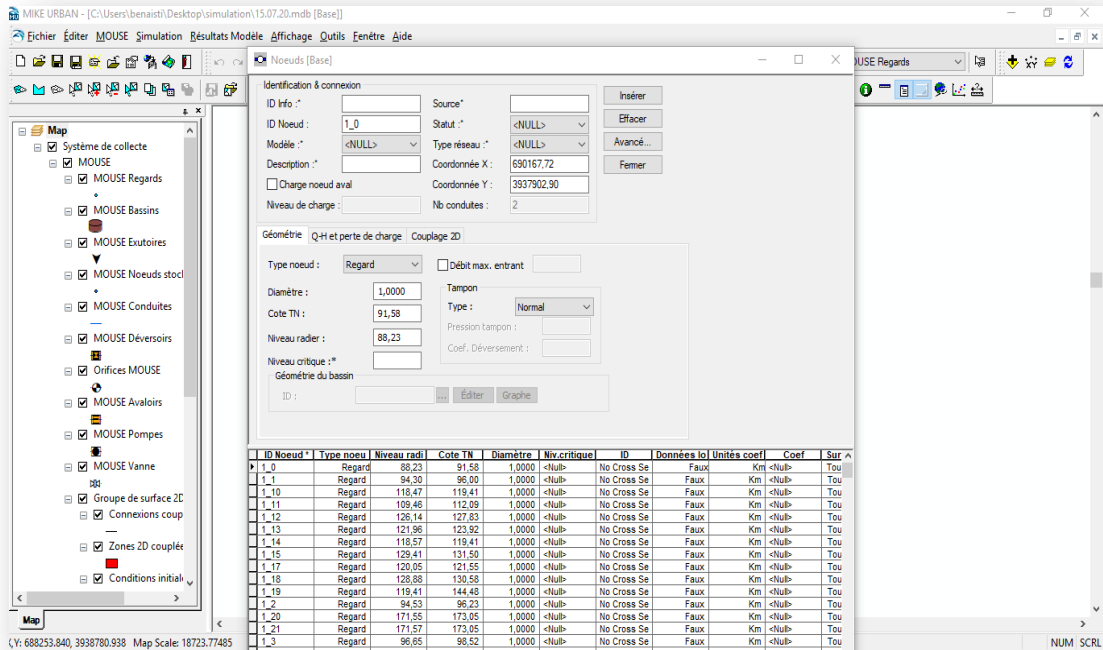 MIKE URBAN - [C:\Users\benaisti\Desktop\simulation\15.07.20.mdb [Base]]
Fichier Éditer MOUSE Simulation Résultats Modèle Affichage Outils Fenêtre Aide
Noeuds [Base]
USE Regards
Map
Système de collecte
MOUSE
MOUSE Regards
MOUSE Bassins
MOUSE Exutoires
MOUSE Noeuds stocl
MOUSE Conduites
MOUSE Déversoirs
Orifices MOUSE
MOUSE Avaloirs
MOUSE Pompes
MOUSE Vanne
Groupe de surface 2D
Connexions coup
Zones 2D couplée
Conditions initial
Map
Identification & connexion
ID Info :* Source* Insérer
ID Noeud : 1_0 Statut :* <NULL> Effacer
Modèle :* <NULL> Type réseau :* <NULL> Avancé...
Description :* Coordonnée X : 690167,72 Fermer
Charge noeud aval Coordonnée Y : 3937902,90
Niveau de charge : Nb conduites : 2
Géométrie Q-H et perte de charge Couplage 2D
Type noeud : Regard Débit max. entrant
Diamètre : 1,0000 Tampon
Cote TN : 91,58 Type : Normal
Pression tampon :
Niveau radier : 88,23
Coef. Déversement :
Niveau critique :*
Géométrie du bassin
ID : ... Éditer Graphe
ID Noeud * Type noeu Niveau radi Cote TN Diamètre Niv.critique ID Données lo Unités coef Coef Sur
1_0 Regard 88,23 91,58 1,0000 <Null> No Cross Se Faux Km <Null> Tou
1_1 Regard 94,30 96,00 1,0000 <Null> No Cross Se Faux Km <Null> Tou
1_10 Regard 118,47 119,41 1,0000 <Null> No Cross Se Faux Km <Null> Tou
1_11 Regard 109,46 112,09 1,0000 <Null> No Cross Se Faux Km <Null> Tou
1_12 Regard 126,14 127,83 1,0000 <Null> No Cross Se Faux Km <Null> Tou
1_13 Regard 121,96 123,92 1,0000 <Null> No Cross Se Faux Km <Null> Tou
1_14 Regard 118,57 119,41 1,0000 <Null> No Cross Se Faux Km <Null> Tou
1_15 Regard 129,41 131,50 1,0000 <Null> No Cross Se Faux Km <Null> Tou
1_17 Regard 120,05 121,55 1,0000 <Null> No Cross Se Faux Km <Null> Tou
1_18 Regard 128,88 130,58 1,0000 <Null> No Cross Se Faux Km <Null> Tou
1_19 Regard 119,41 144,48 1,0000 <Null> No Cross Se Faux Km <Null> Tou
1_2 Regard 94,53 96,23 1,0000 <Null> No Cross Se Faux Km <Null> Tou
1_20 Regard 171,55 173,05 1,0000 <Null> No Cross Se Faux Km <Null> Tou
1_21 Regard 171,57 173,05 1,0000 <Null> No Cross Se Faux Km <Null> Tou
1_3 Regard 96,65 98,52 1,0000 <Null> No Cross Se Faux Km <Null> Tou
,Y: 688253.840, 3938780.938 Map Scale: 18723.77485 NUM SCRL